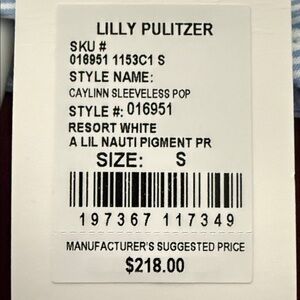 LILLY PULITZER
SKU #
016951 1153C1 S
STYLE NAME:
CAYLINN SLEEVELESS POP
STYLE #: 016951
RESORT WHITE
A LIL NAUTI PIGMENT PR
SIZE: S
197367 117349
MANUFACTURER'S SUGGESTED PRICE
$218.00